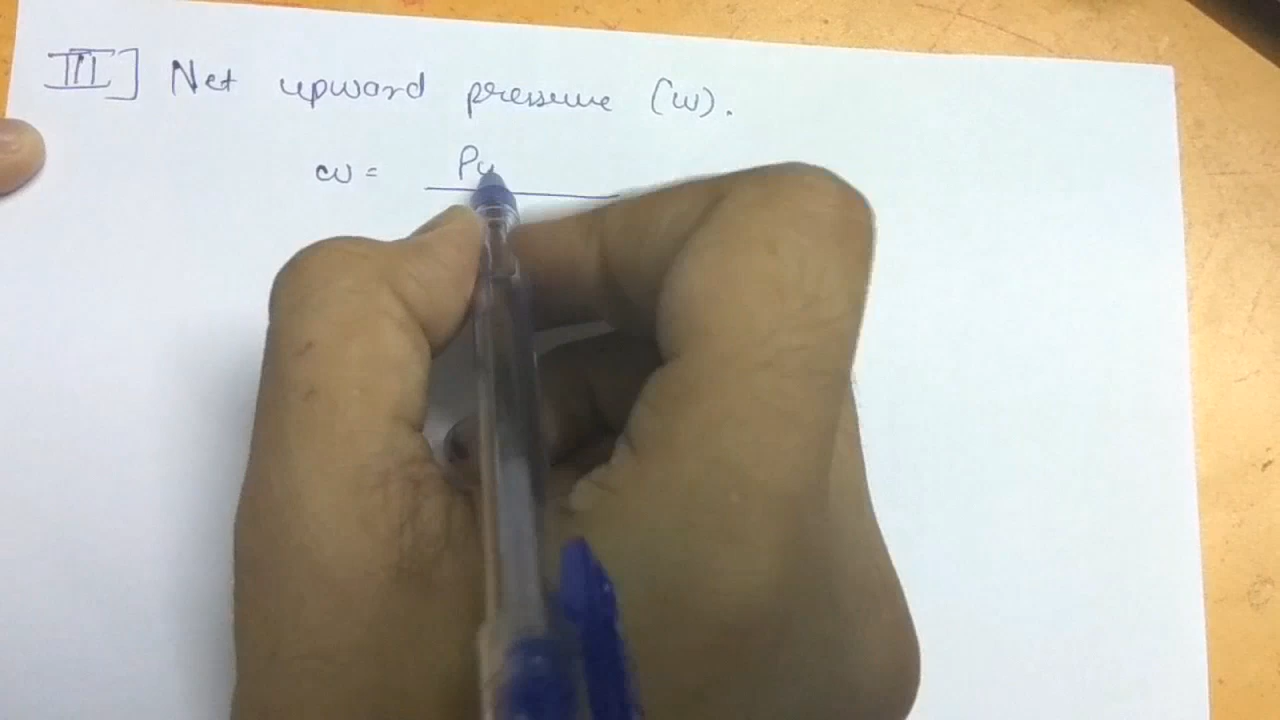 III] Net upward pressure (w).
w = Pu